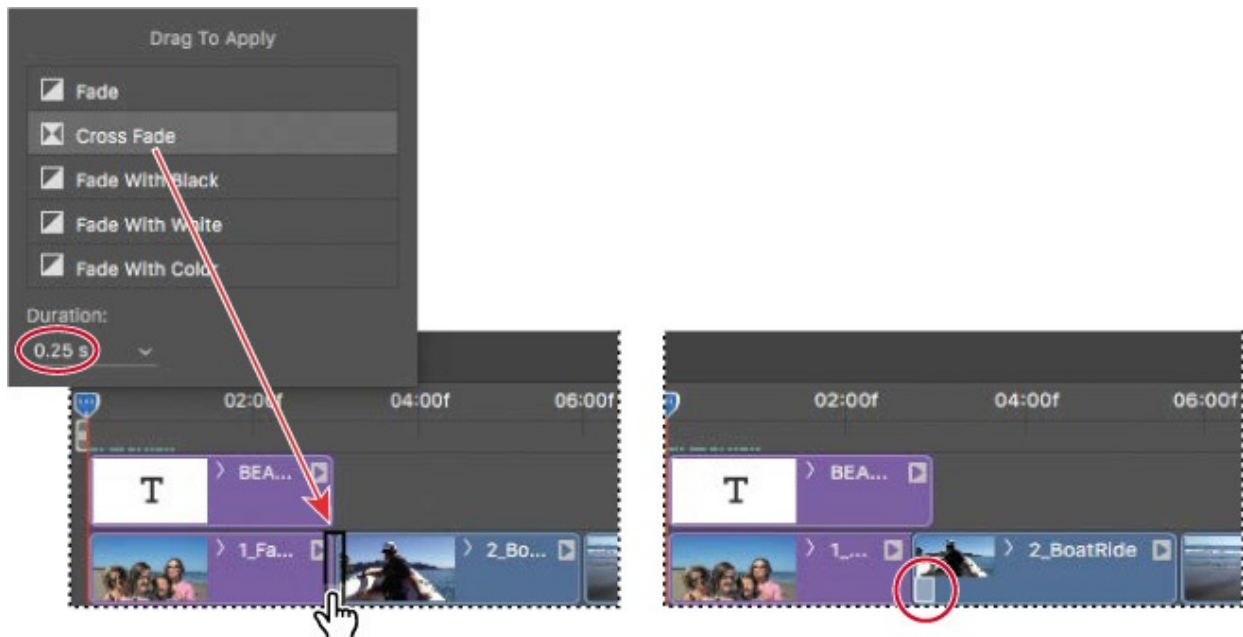 Drag To Apply
Fade
Cross Fade
Fade With Black
Fade With White
Fade With Color
Duration:
0.25 s
02:00f 04:00f 06:00f
T BEA...
1_Fa... 2_Bo...
02:00f 04:00f 06:00f
T BEA...
1_... 2_BoatRide